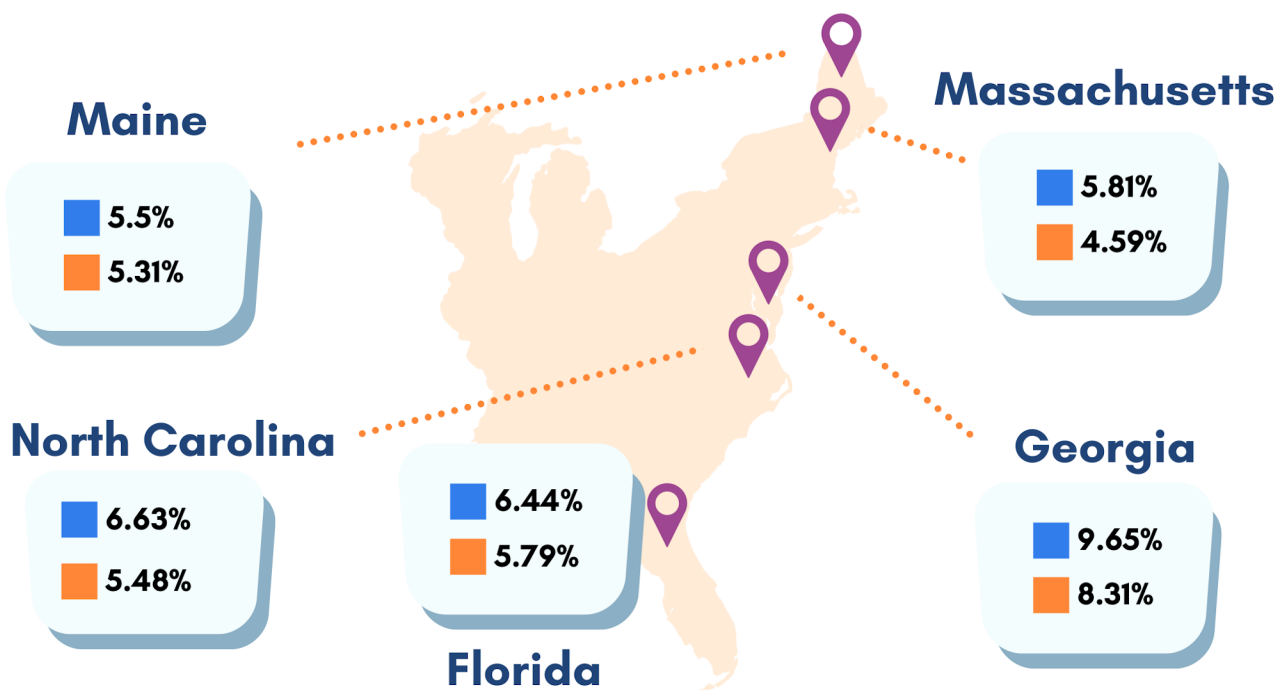 Maine
5.5%
5.31%
Massachusetts
5.81%
4.59%
North Carolina
6.63%
5.48%
6.44%
5.79%
Florida
Georgia
9.65%
8.31%